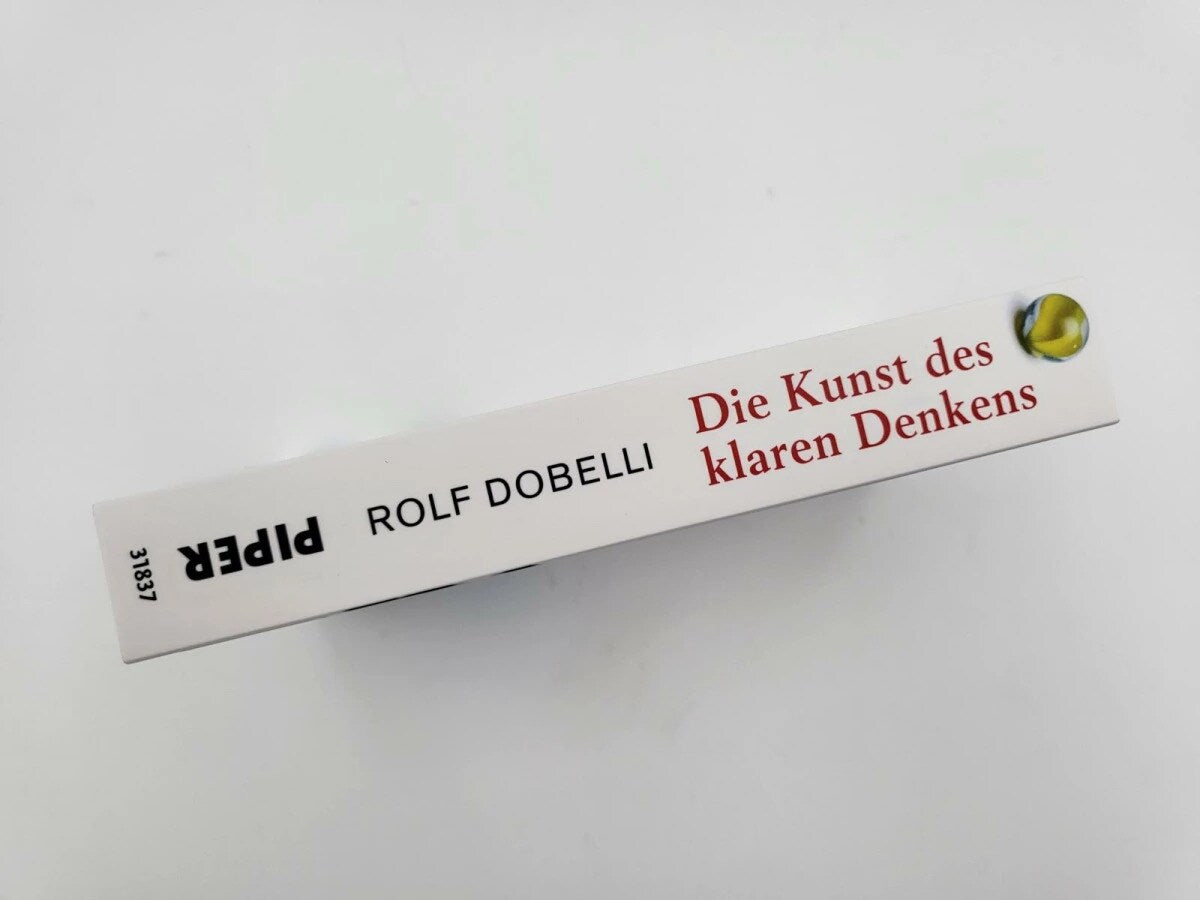 31837
PIPER
ROLF DOBELLI
Die Kunst des
klaren Denkens